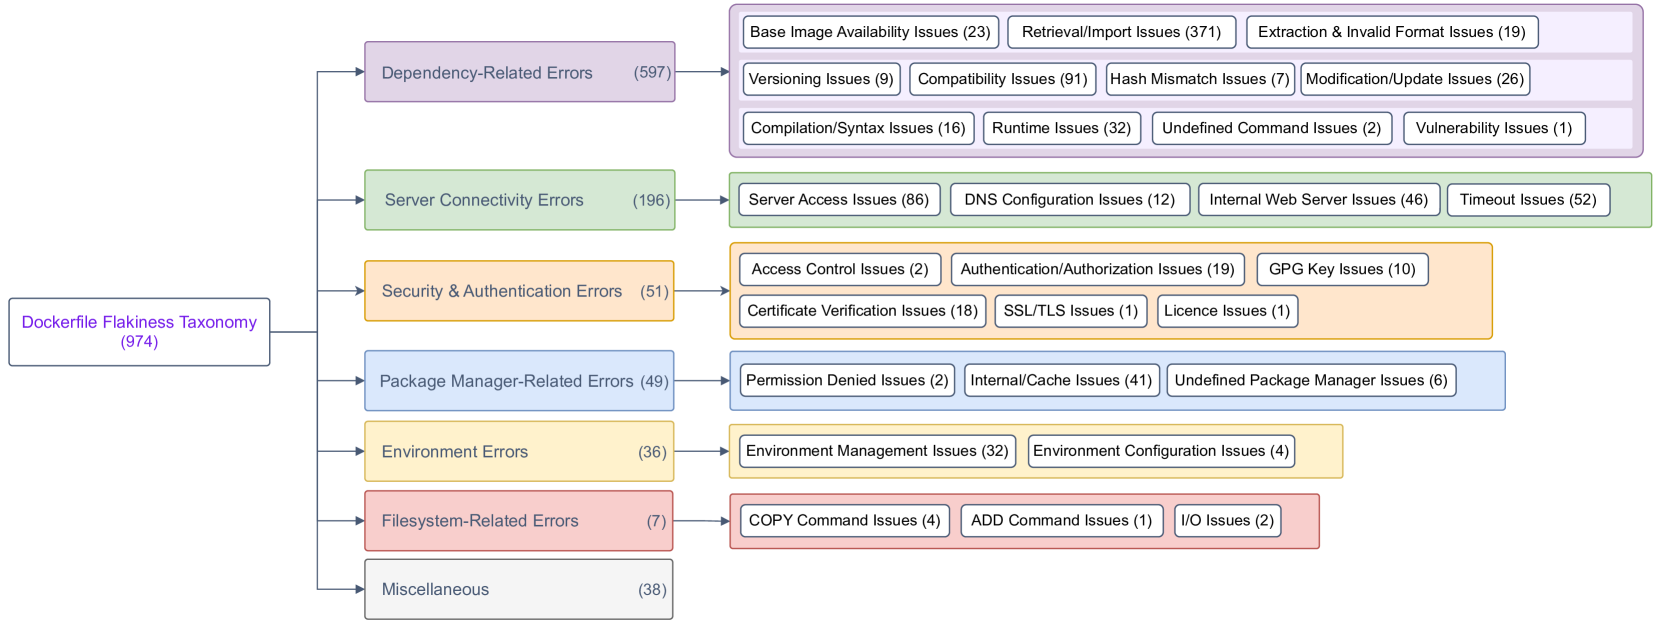 Dockerfile Flakiness Taxonomy
(974)
Dependency-Related Errors (597)
Base Image Availability Issues (23)
Retrieval/Import Issues (371)
Extraction & Invalid Format Issues (19)
Versioning Issues (9)
Compatibility Issues (91)
Hash Mismatch Issues (7)
Modification/Update Issues (26)
Compilation/Syntax Issues (16)
Runtime Issues (32)
Undefined Command Issues (2)
Vulnerability Issues (1)
Server Connectivity Errors (196)
Server Access Issues (86)
DNS Configuration Issues (12)
Internal Web Server Issues (46)
Timeout Issues (52)
Security & Authentication Errors (51)
Access Control Issues (2)
Authentication/Authorization Issues (19)
GPG Key Issues (10)
Certificate Verification Issues (18)
SSL/TLS Issues (1)
Licence Issues (1)
Package Manager-Related Errors (49)
Permission Denied Issues (2)
Internal/Cache Issues (41)
Undefined Package Manager Issues (6)
Environment Errors (36)
Environment Management Issues (32)
Environment Configuration Issues (4)
Filesystem-Related Errors (7)
COPY Command Issues (4)
ADD Command Issues (1)
I/O Issues (2)
Miscellaneous (38)